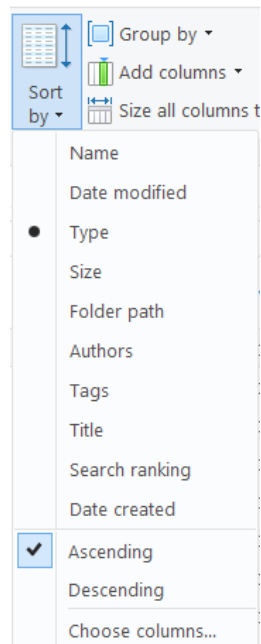 Sort
by
Group by
Add columns
Size all columns t
Name
Date modified
Type
Size
Folder path
Authors
Tags
Title
Search ranking
Date created
Ascending
Descending
Choose columns...